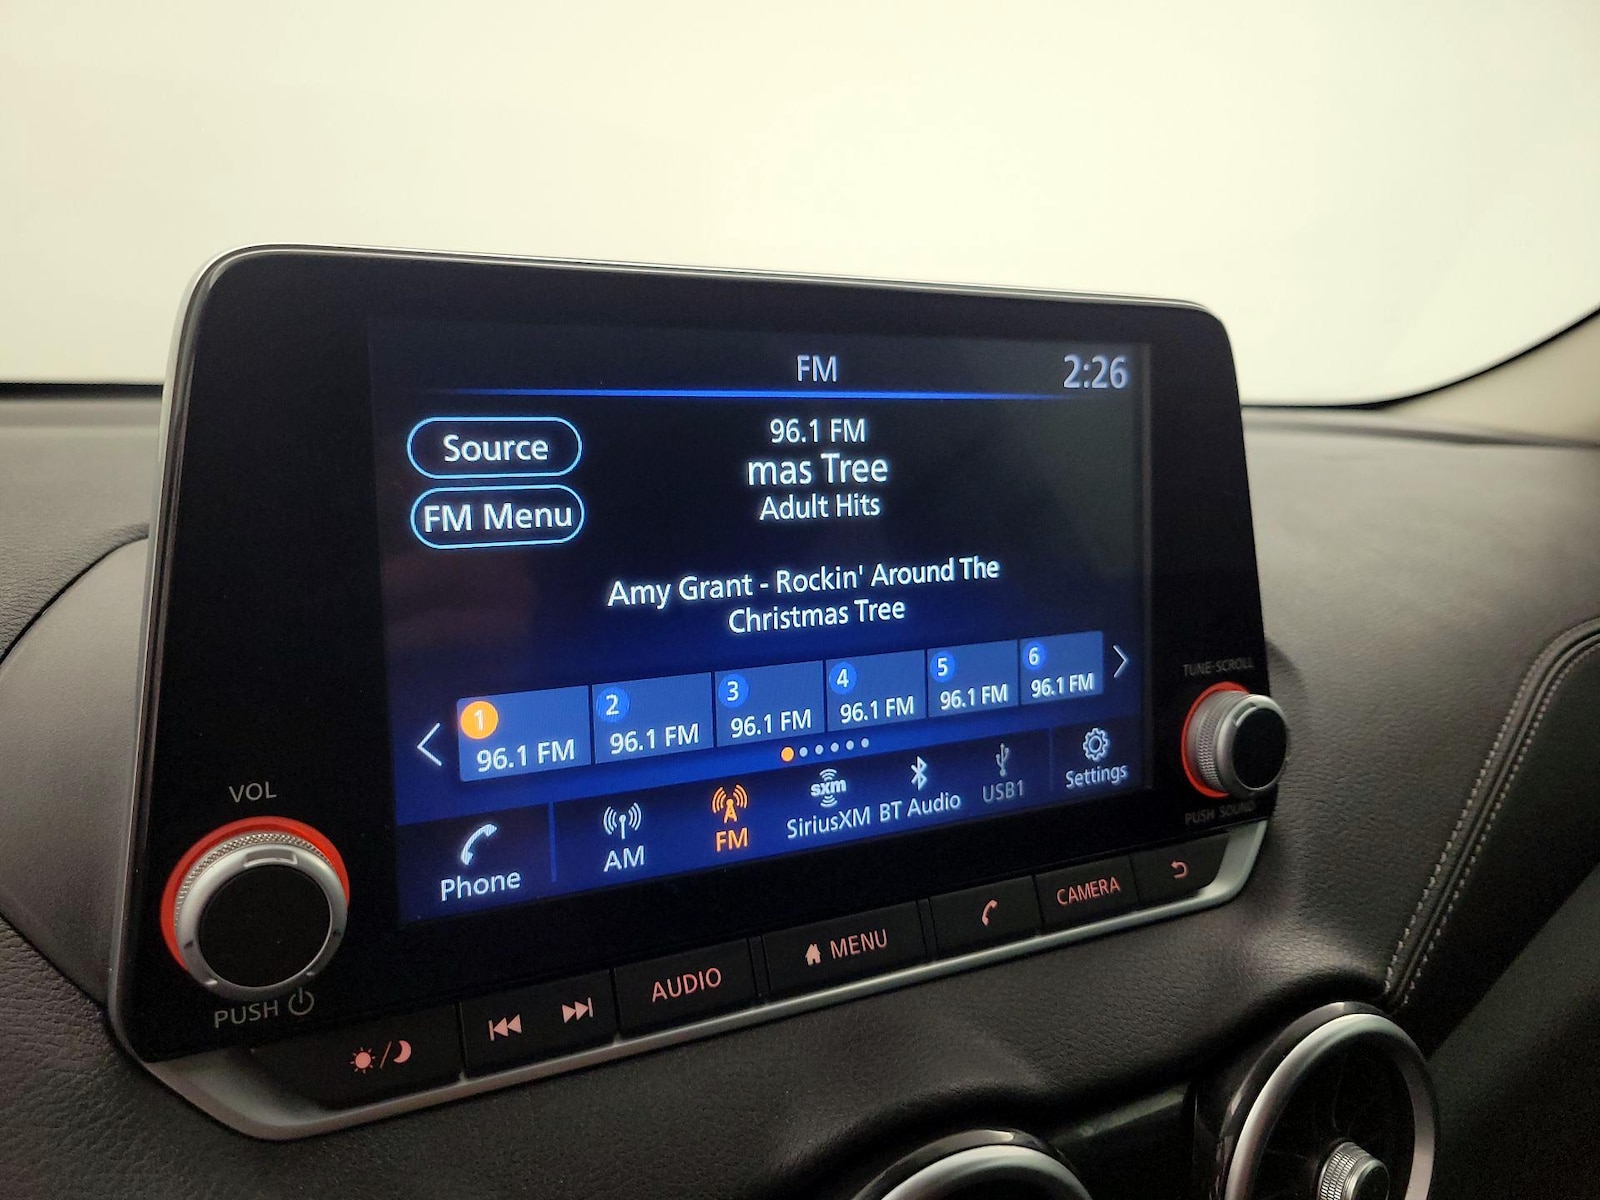 FM
2:26
Source
96.1 FM
mas Tree
Adult Hits
FM Menu
Amy Grant - Rockin' Around The
Christmas Tree
1
96.1 FM
2
96.1 FM
3
96.1 FM
4
96.1 FM
5
96.1 FM
6
96.1 FM
Phone
AM
FM
sxm
SiriusXM
BT Audio
USB1
Settings
VOL
PUSH
TUNE-SCROLL
PUSH SOUND
AUDIO
MENU
CAMERA